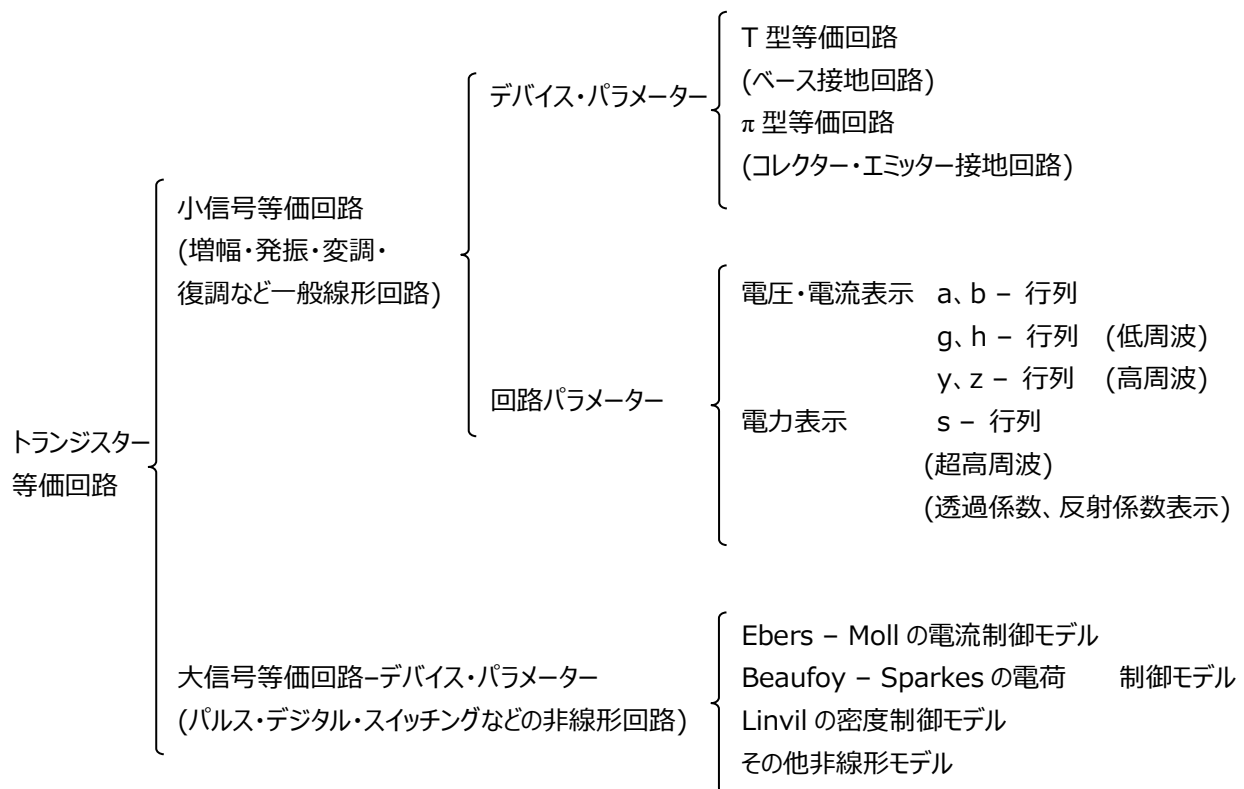 トランジスター
等価回路
小信号等価回路
(増幅・発振・変調・
復調など一般線形回路)
デバイス・パラメーター
T 型等価回路
(ベース接地回路)
π 型等価回路
(コレクター・エミッター接地回路)
回路パラメーター
電圧・電流表示 a、b – 行列
g、h – 行列 (低周波)
y、z – 行列 (高周波)
電力表示 s – 行列
(超高周波)
(透過係数、反射係数表示)
大信号等価回路–デバイス・パラメーター
(パルス・デジタル・スイッチングなどの非線形回路)
Ebers – Moll の電流制御モデル
Beaufoy – Sparkes の電荷 制御モデル
Linvil の密度制御モデル
その他非線形モデル